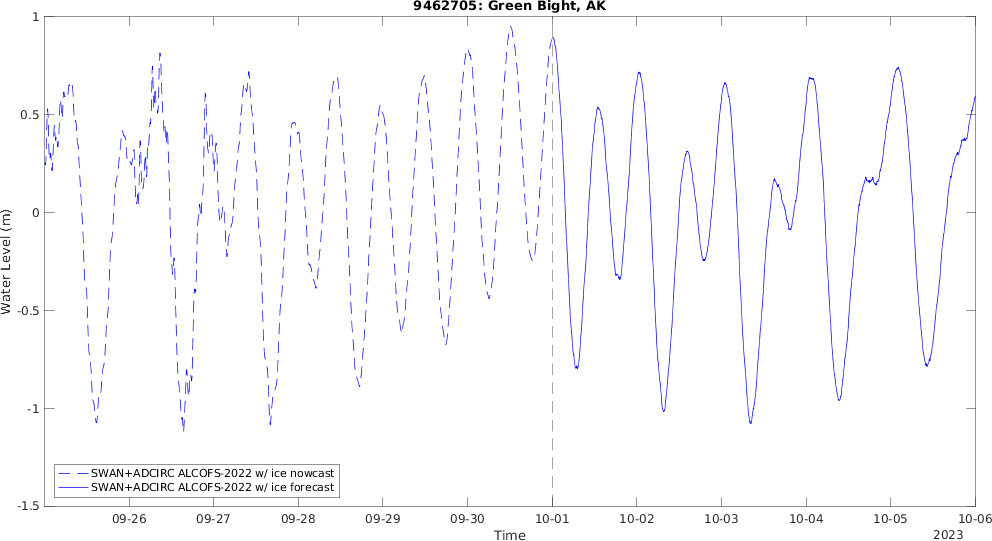 9462705: Green Bight, AK
Water Level (m)
1
0.5
0
-0.5
-1
-1.5
SWAN+ADCIRC ALCOFS-2022 w/ ice nowcast
SWAN+ADCIRC ALCOFS-2022 w/ ice forecast
09-26 09-27 09-28 09-29 09-30 10-01 10-02 10-03 10-04 10-05 10-06
Time
2023